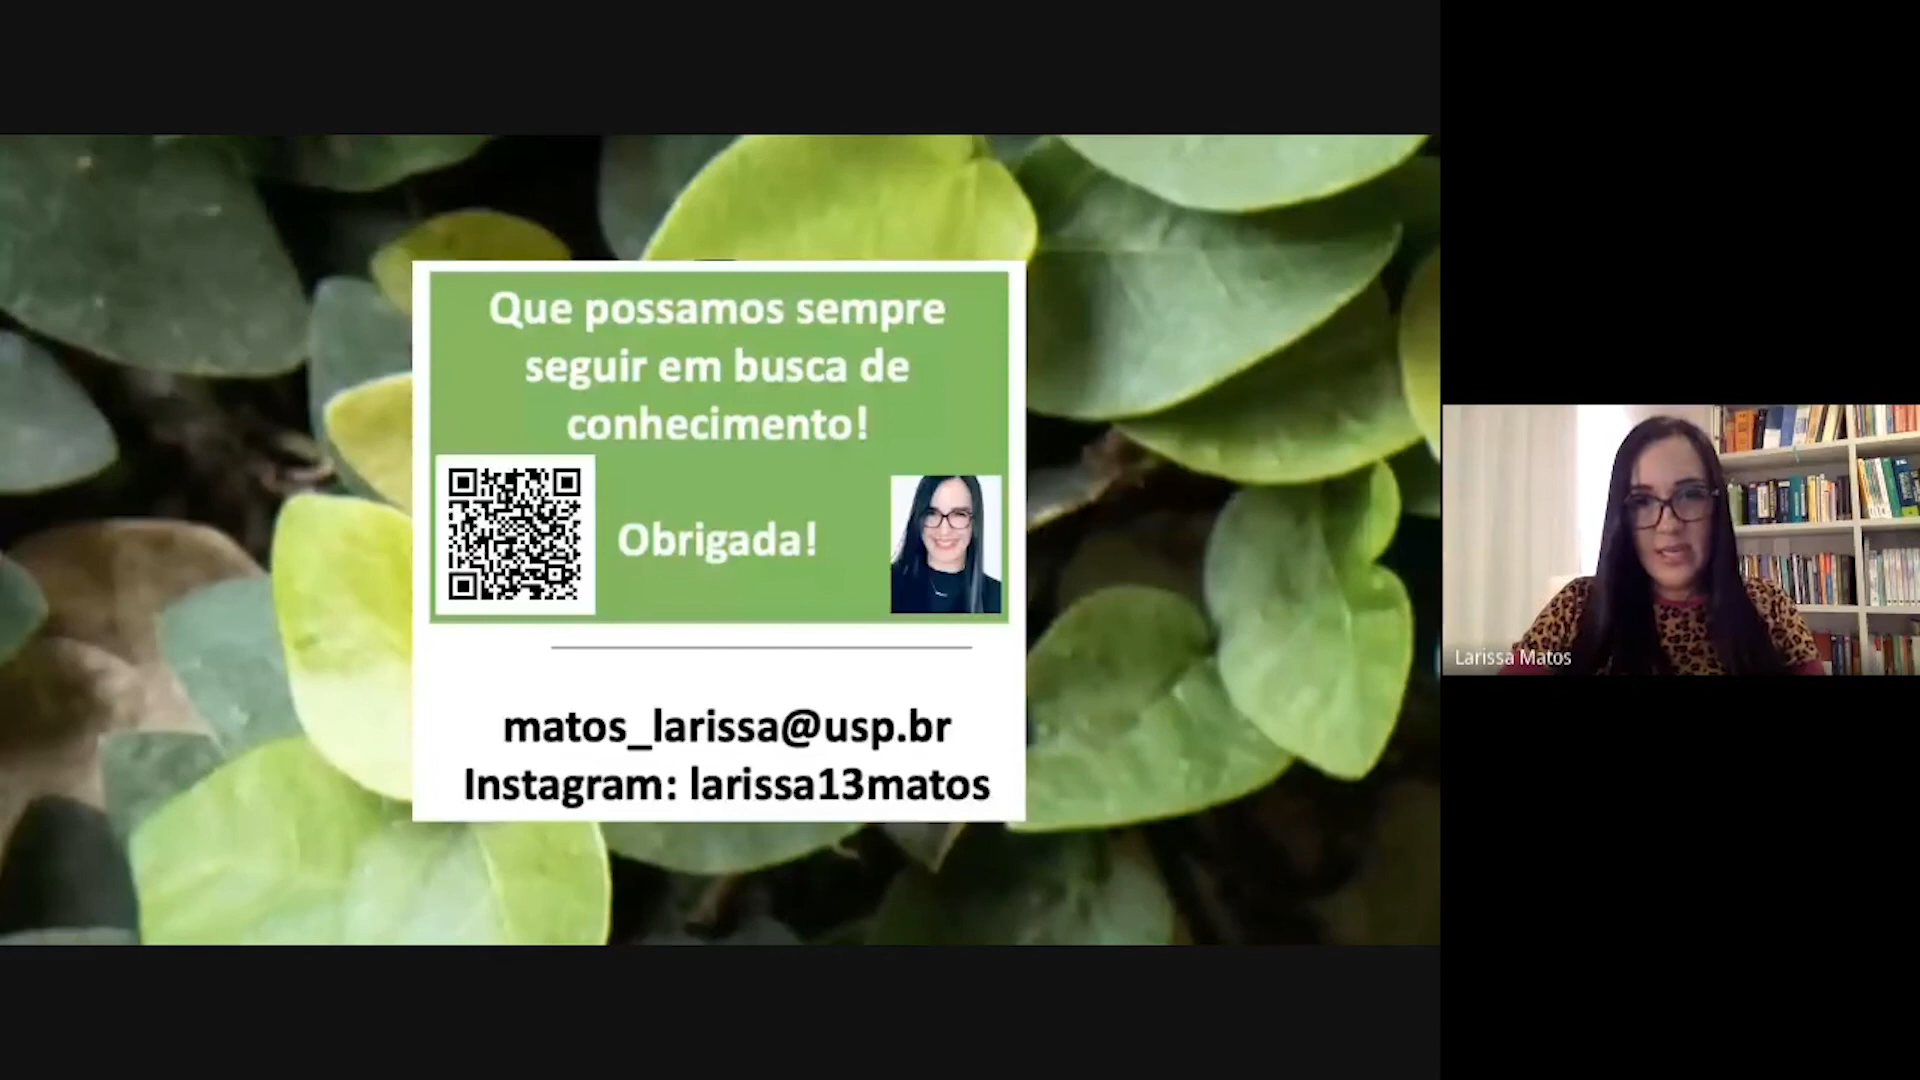 Que possamos sempre
seguir em busca de
conhecimento!
Obrigada!
matos_larissa@usp.br
Instagram: larissa13matos
Larissa Matos